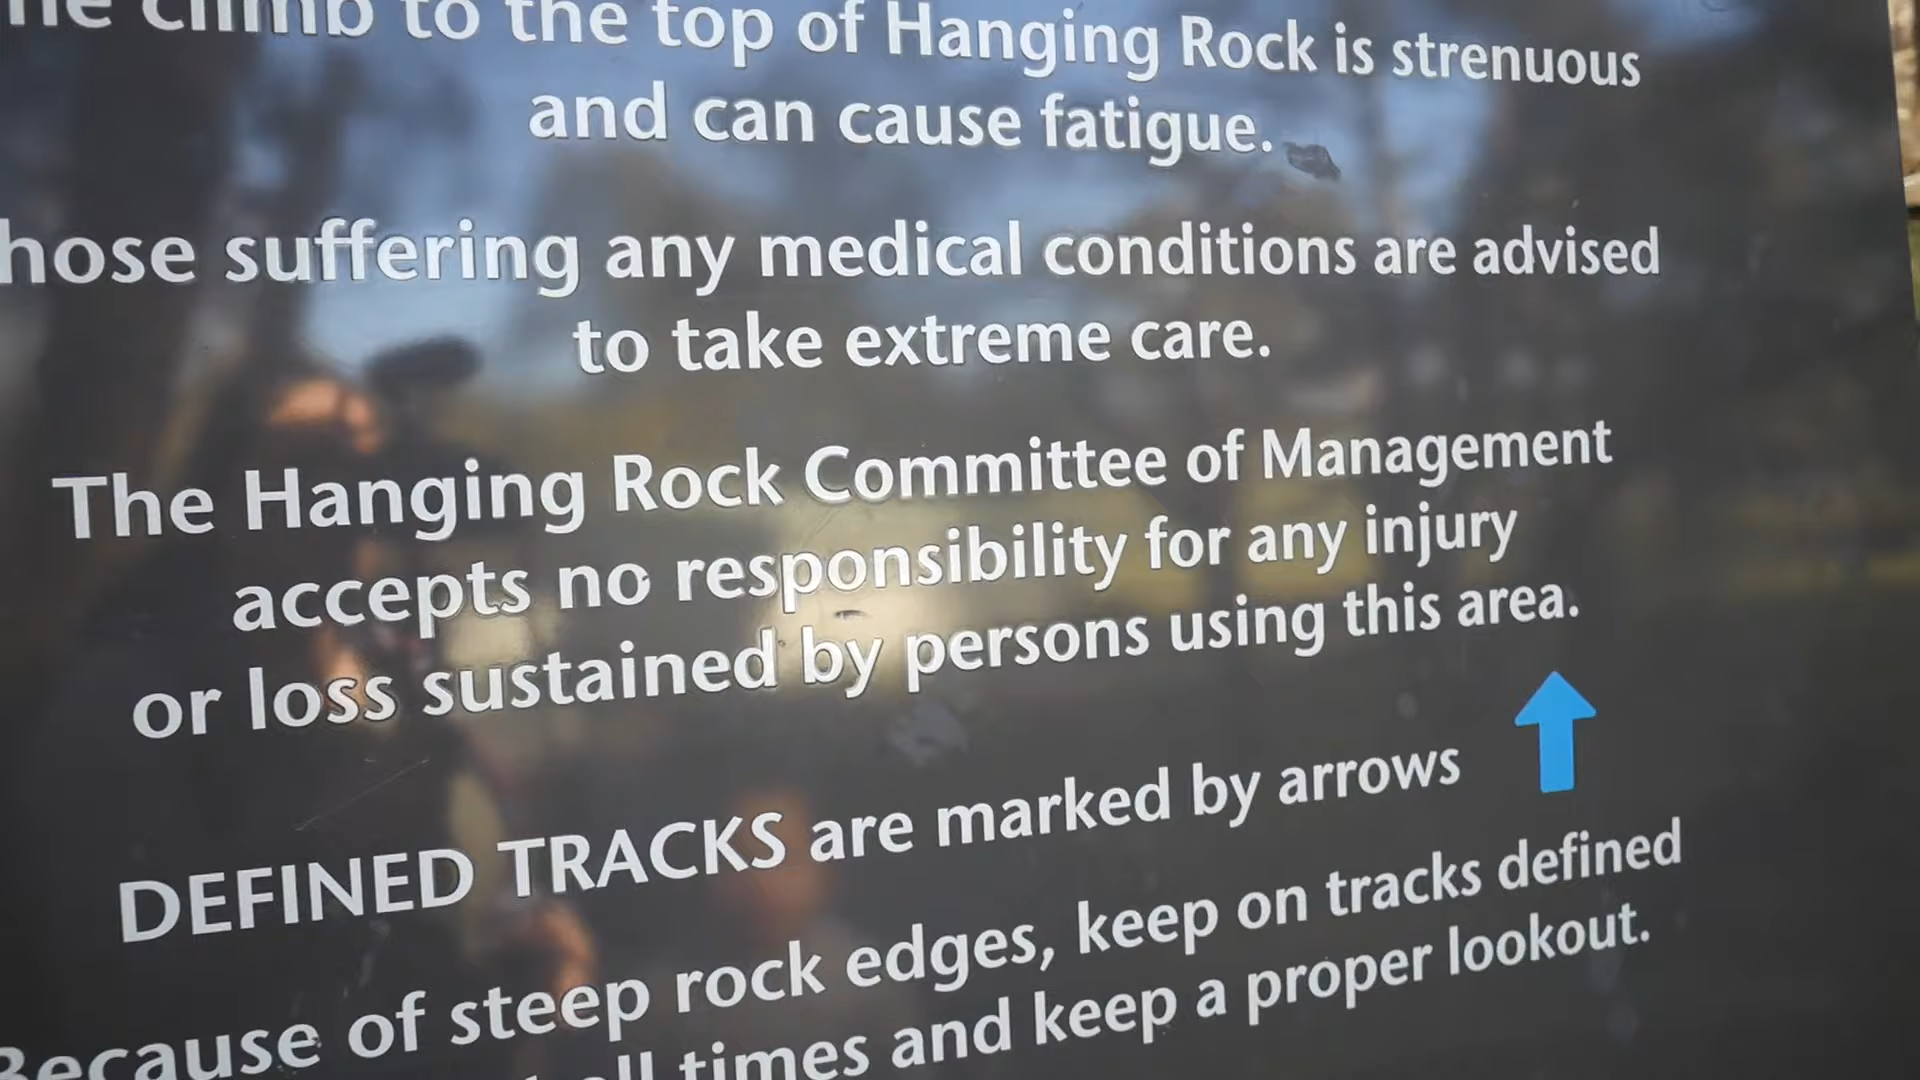 The climb to the top of Hanging Rock is strenuous
and can cause fatigue.
hose suffering any medical conditions are advised
to take extreme care.
The Hanging Rock Committee of Management
accepts no responsibility for any injury
or loss sustained by persons using this area.
DEFINED TRACKS are marked by arrows
Because of steep rock edges, keep on tracks defined
all times and keep a proper lookout.